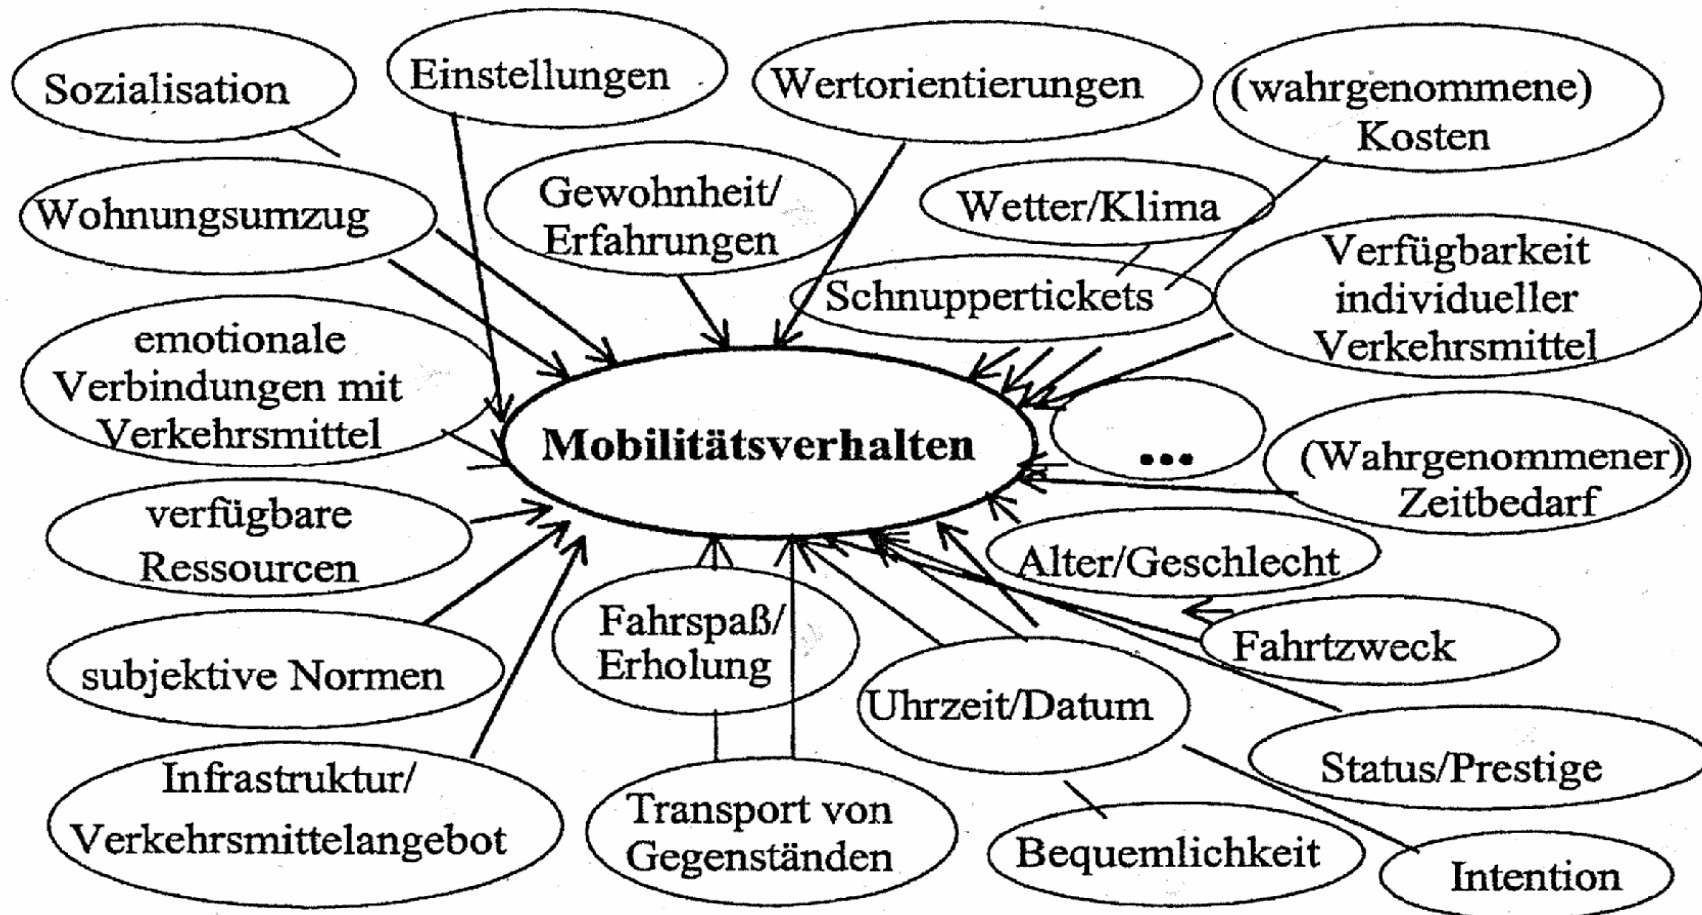 Sozialisation
Einstellungen
Wertorientierungen
(wahrgenommene)
Kosten
Wohnungsumzug
Gewohnheit/
Erfahrungen
Wetter/Klima
Schnuppertickets
Verfügbarkeit
individueller
Verkehrsmittel
emotionale
Verbindungen mit
Verkehrsmittel
Mobilitätsverhalten
...
(Wahrgenommener)
Zeitbedarf
verfügbare
Ressourcen
Alter/Geschlecht
Fahrspaß/
Erholung
Fahrtzweck
subjektive Normen
Uhrzeit/Datum
Status/Prestige
Infrastruktur/
Verkehrsmittelangebot
Transport von
Gegenständen
Bequemlichkeit
Intention